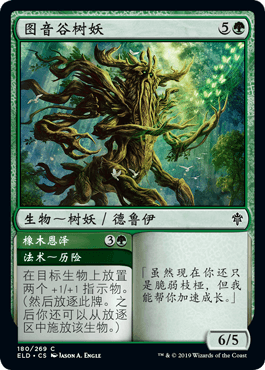 图音谷树妖 5
生物～树妖／德鲁伊
橡木恩泽 3
法术～历险
在目标生物上放置
两个+1/+1指示物。
（然后放逐此牌。之
后你还可以从放逐
区中施放该生物。）
「虽然现在你还只
是脆弱枝桠，但我
能帮你加速成长。」
6/5
180/269 C
ELD • CS JASON A. ENGLE
™ & © 2019 Wizards of the Coast